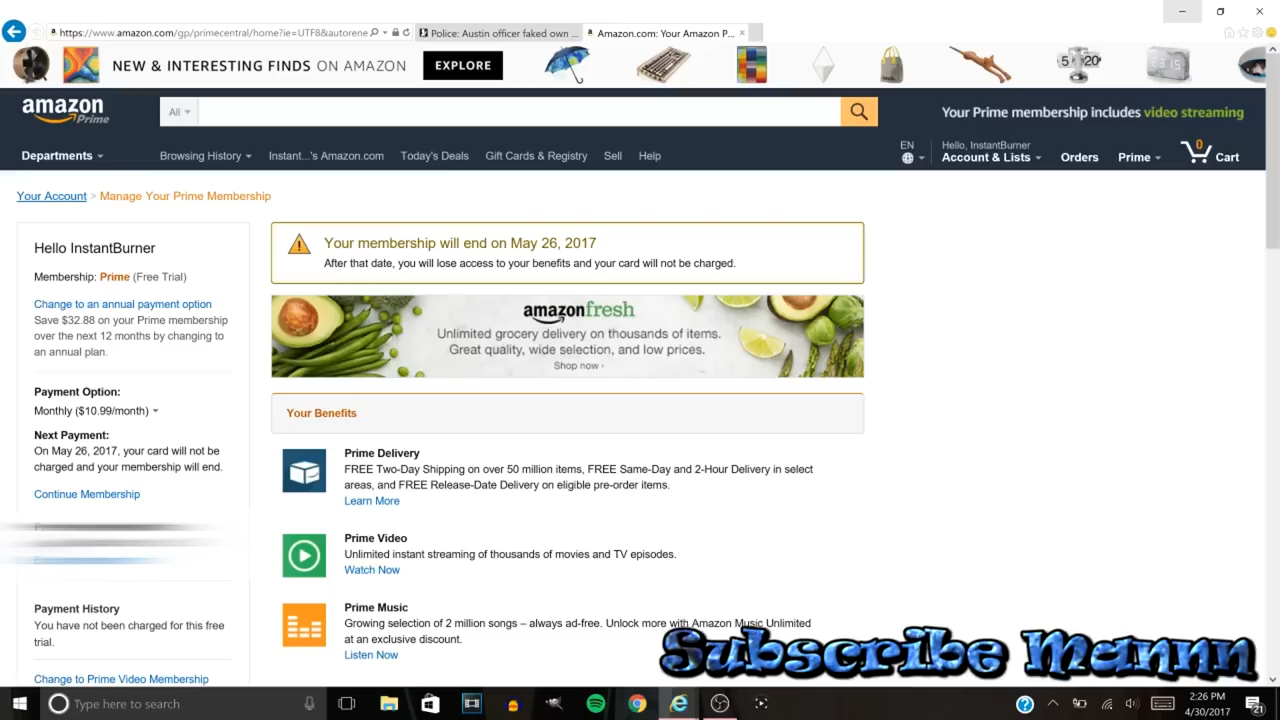 https://www.amazon.com/gp/primecentral/home?ie=UTF8&autorene
Police: Austin officer faked own ...
Amazon.com: Your Amazon P...
NEW & INTERESTING FINDS ON AMAZON
EXPLORE
amazon
Prime
All
Your Prime membership includes video streaming
Departments
Browsing History
Instant...'s Amazon.com
Today's Deals
Gift Cards & Registry
Sell
Help
EN
Hello, InstantBurner
Account & Lists
Orders
Prime
0
Cart
Your Account > Manage Your Prime Membership
Hello InstantBurner
Membership: Prime (Free Trial)
Change to an annual payment option
Save $32.88 on your Prime membership
over the next 12 months by changing to
an annual plan.
Payment Option:
Monthly ($10.99/month)
Next Payment:
On May 26, 2017, your card will not be
charged and your membership will end.
Continue Membership
Payment History
You have not been charged for this free
trial.
Change to Prime Video Membership
Your membership will end on May 26, 2017
After that date, you will lose access to your benefits and your card will not be charged.
amazonfresh
Unlimited grocery delivery on thousands of items.
Great quality, wide selection, and low prices.
Shop now ›
Your Benefits
Prime Delivery
FREE Two-Day Shipping on over 50 million items, FREE Same-Day and 2-Hour Delivery in select
areas, and FREE Release-Date Delivery on eligible pre-order items.
Learn More
Prime Video
Unlimited instant streaming of thousands of movies and TV episodes.
Watch Now
Prime Music
Growing selection of 2 million songs – always ad-free. Unlock more with Amazon Music Unlimited
at an exclusive discount.
Listen Now
Subscribe Mannn
Type here to search
2:26 PM
4/30/2017
21